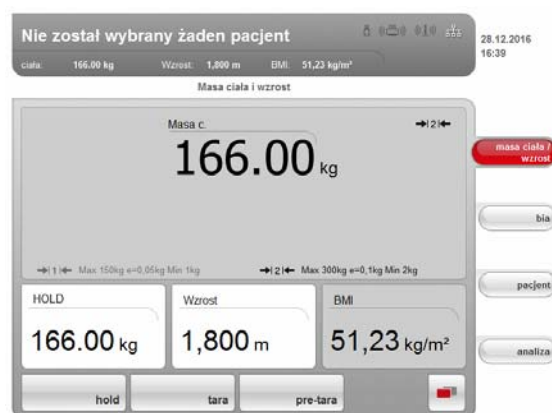 Nie został wybrany żaden pacjent
28.12.2016
16:39
ciała: 166.00 kg Wzrost: 1,800 m BMI: 51,23 kg/m²
Masa ciała i wzrost
Masa c. →|2|←
166.00 kg
masa ciała / wzrost
bia
→|1|← Max 150kg e=0,05kg Min 1kg →|2|← Max 300kg e=0,1kg Min 2kg
pacjent
HOLD Wzrost BMI
166.00 kg 1,800 m 51,23 kg/m²
analiza
hold tara pre-tara